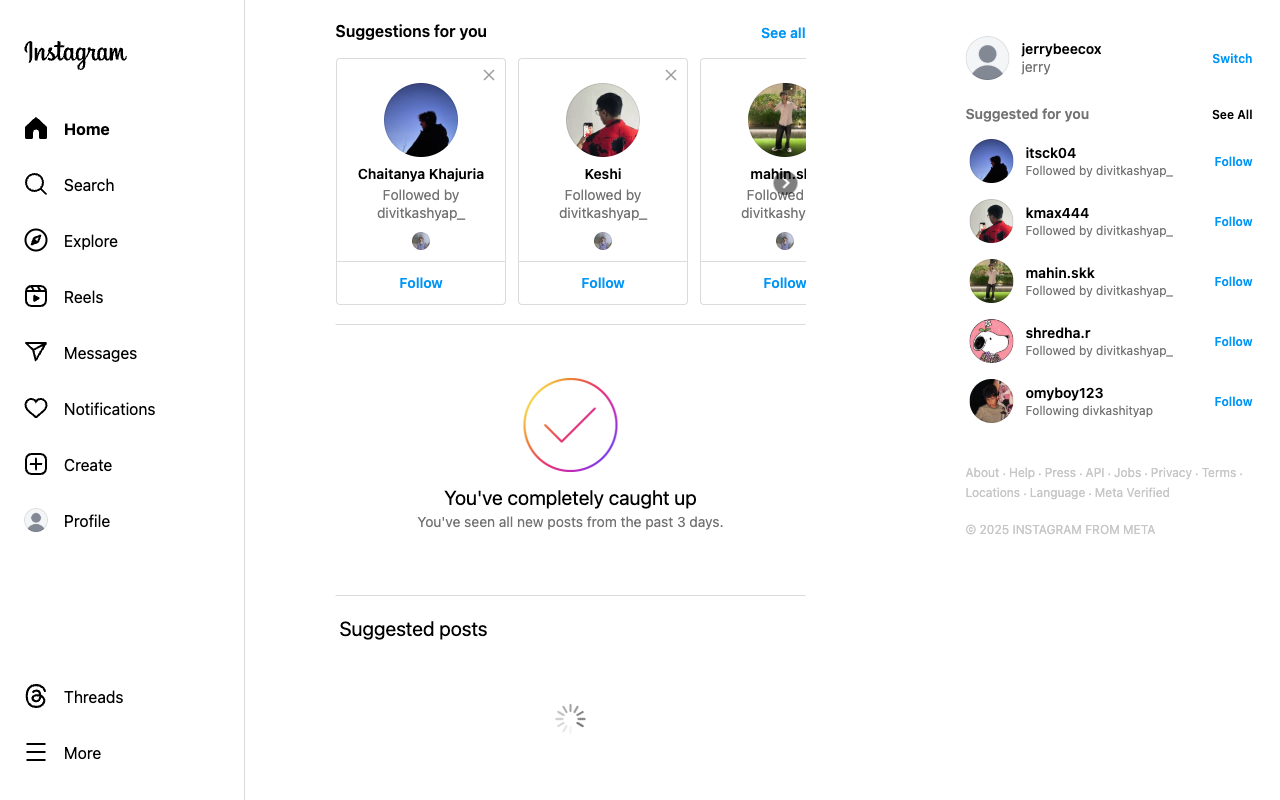 Instagram
Home
Search
Explore
Reels
Messages
Notifications
Create
Profile
Threads
More
Suggestions for you
See all
Chaitanya Khajuria
Followed by
divitkashyap_
Follow
Keshi
Followed by
divitkashyap_
Follow
mahin.sk
Followed
divitkashy
Follow
You've completely caught up
You've seen all new posts from the past 3 days.
Suggested posts
jerrybeecox
jerry
Switch
Suggested for you
See All
itsck04
Followed by divitkashyap_
Follow
kmax444
Followed by divitkashyap_
Follow
mahin.skk
Followed by divitkashyap_
Follow
shredha.r
Followed by divitkashyap_
Follow
omyboy123
Following divkashityap
Follow
About · Help · Press · API · Jobs · Privacy · Terms ·
Locations · Language · Meta Verified
© 2025 INSTAGRAM FROM META